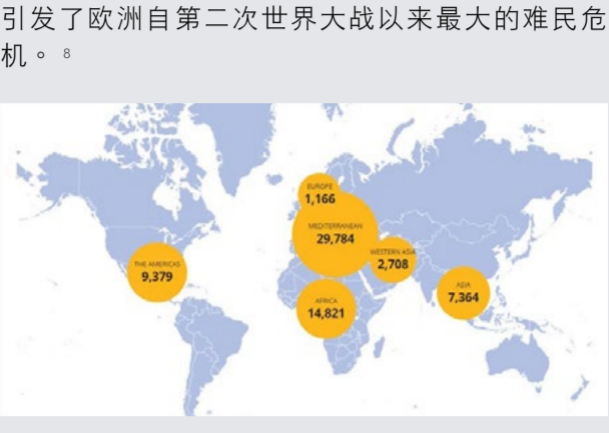 引发了欧洲自第二次世界大战以来最大的难民危
机。⁸
EUROPE
1,166
MEDITERRANEAN
29,784
WESTERN ASIA
2,708
THE AMERICAS
9,379
ASIA
7,364
AFRICA
14,821